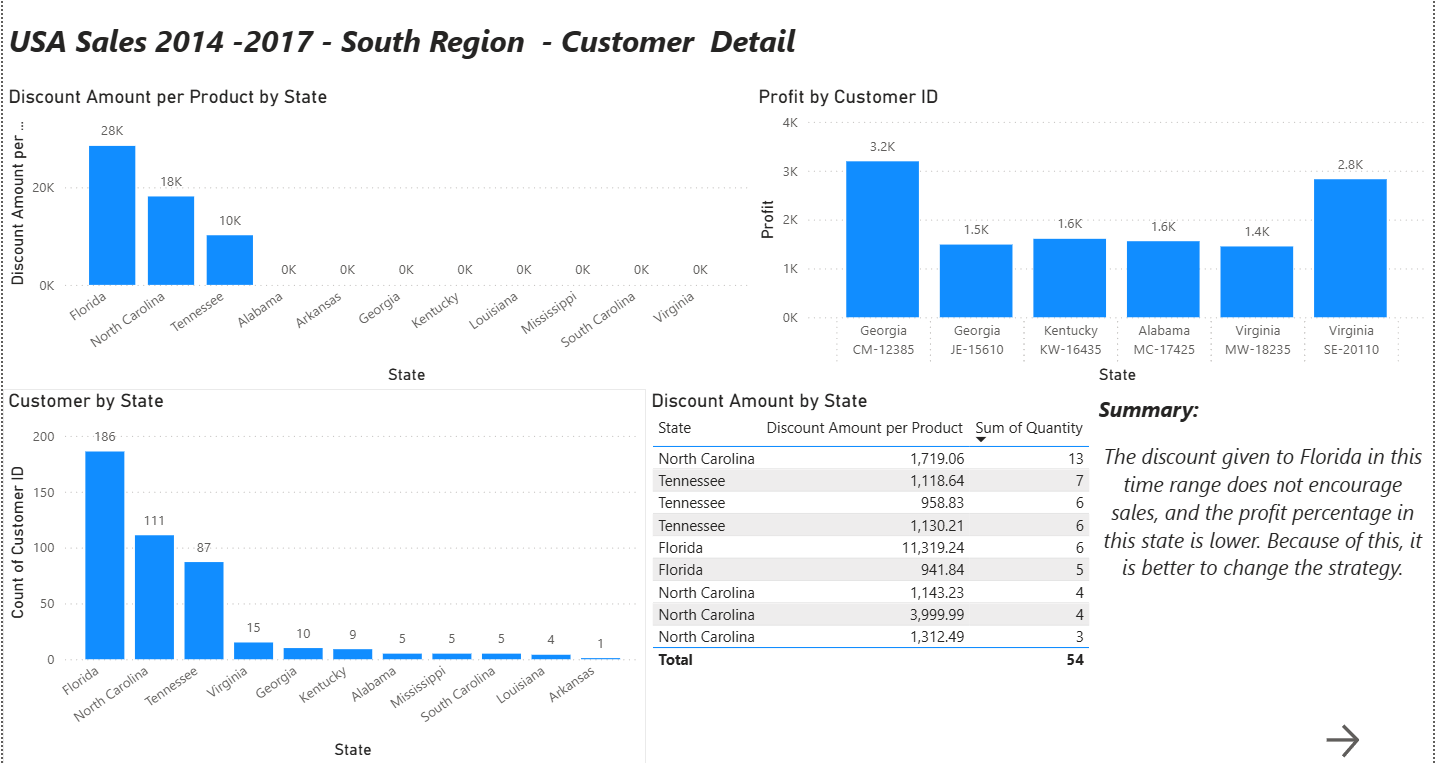 USA Sales 2014 -2017 - South Region - Customer Detail
Discount Amount per Product by State
Discount Amount per ...
20K
0K
28K
18K
10K
0K
0K
0K
0K
0K
0K
0K
0K
Florida
North Carolina
Tennessee
Alabama
Arkansas
Georgia
Kentucky
Louisiana
Mississippi
South Carolina
Virginia
State
Profit by Customer ID
Profit
4K
3K
2K
1K
0K
3.2K
1.5K
1.6K
1.6K
1.4K
2.8K
Georgia
CM-12385
Georgia
JE-15610
Kentucky
KW-16435
Alabama
MC-17425
Virginia
MW-18235
Virginia
SE-20110
State
Customer by State
Count of Customer ID
200
150
100
50
0
186
111
87
15
10
9
5
5
5
4
1
Florida
North Carolina
Tennessee
Virginia
Georgia
Kentucky
Alabama
Mississippi
South Carolina
Louisiana
Arkansas
State
Discount Amount by State
State Discount Amount per Product Sum of Quantity
North Carolina 1,719.06 13
Tennessee 1,118.64 7
Tennessee 958.83 6
Tennessee 1,130.21 6
Florida 11,319.24 6
Florida 941.84 5
North Carolina 1,143.23 4
North Carolina 3,999.99 4
North Carolina 1,312.49 3
Total 54
Summary:
The discount given to Florida in this
time range does not encourage
sales, and the profit percentage in
this state is lower. Because of this, it
is better to change the strategy.